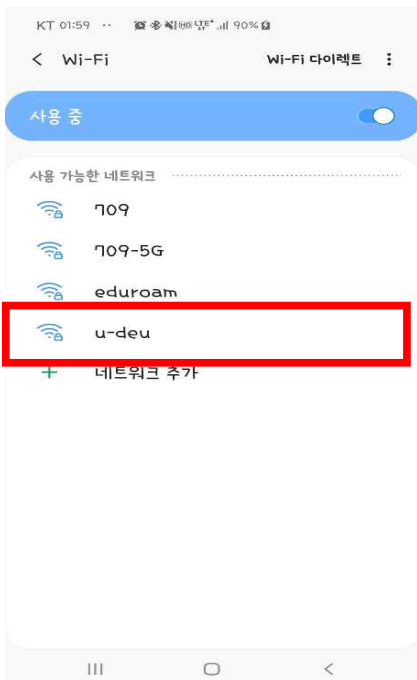 KT 01:59 ·· LTE⁺ 90%
< Wi-Fi Wi-Fi 다이렉트
사용 중
사용 가능한 네트워크
709
709-5G
eduroam
u-deu
+ 네트워크 추가